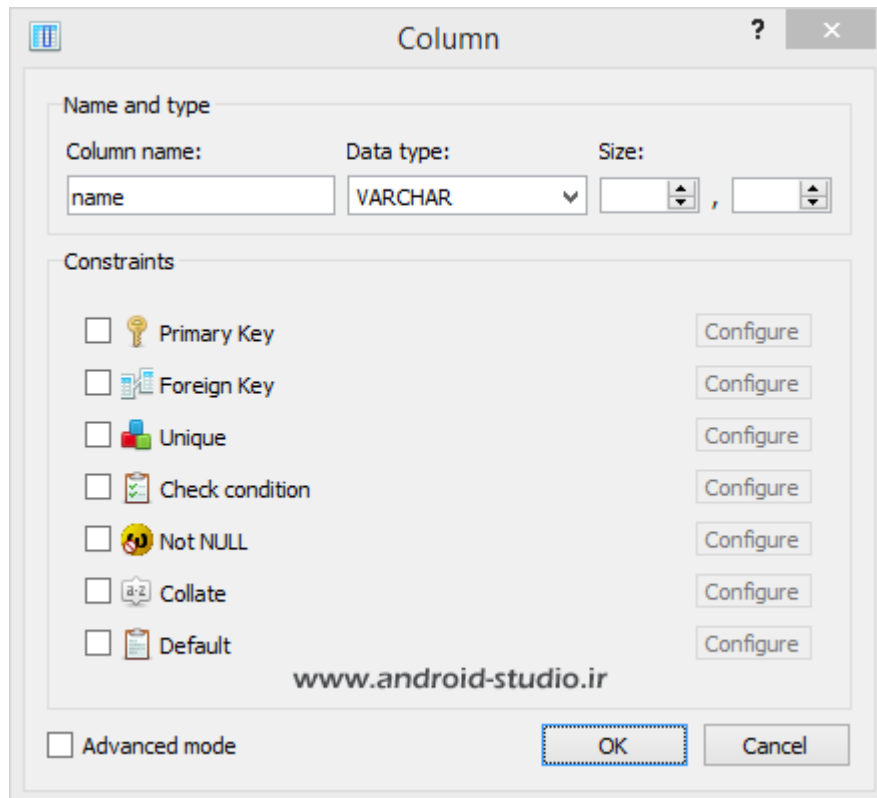 Column
?
×
Name and type
Column name: Data type: Size:
name VARCHAR ,
Constraints
Primary Key Configure
Foreign Key Configure
Unique Configure
Check condition Configure
Not NULL Configure
a·z Collate Configure
Default Configure
www.android-studio.ir
Advanced mode OK Cancel